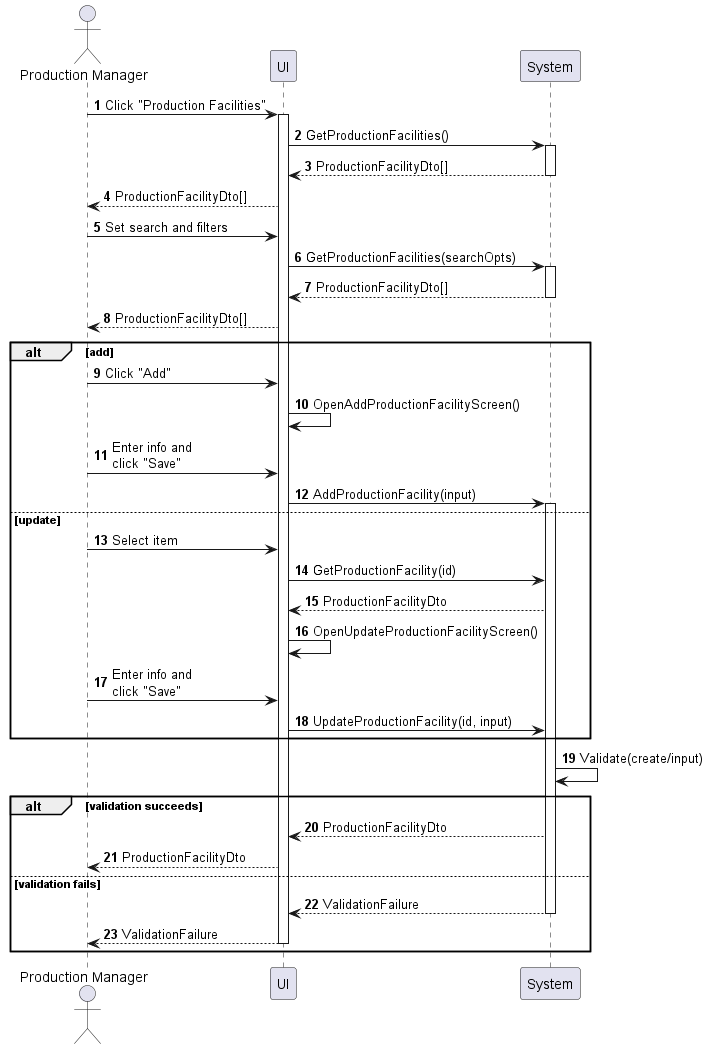 Production Manager
UI
System
1 Click "Production Facilities"
2 GetProductionFacilities()
3 ProductionFacilityDto[]
4 ProductionFacilityDto[]
5 Set search and filters
6 GetProductionFacilities(searchOpts)
7 ProductionFacilityDto[]
8 ProductionFacilityDto[]
alt [add]
9 Click "Add"
10 OpenAddProductionFacilityScreen()
11 Enter info and
click "Save"
12 AddProductionFacility(input)
[update]
13 Select item
14 GetProductionFacility(id)
15 ProductionFacilityDto
16 OpenUpdateProductionFacilityScreen()
17 Enter info and
click "Save"
18 UpdateProductionFacility(id, input)
19 Validate(create/input)
alt [validation succeeds]
20 ProductionFacilityDto
21 ProductionFacilityDto
[validation fails]
22 ValidationFailure
23 ValidationFailure
Production Manager
UI
System